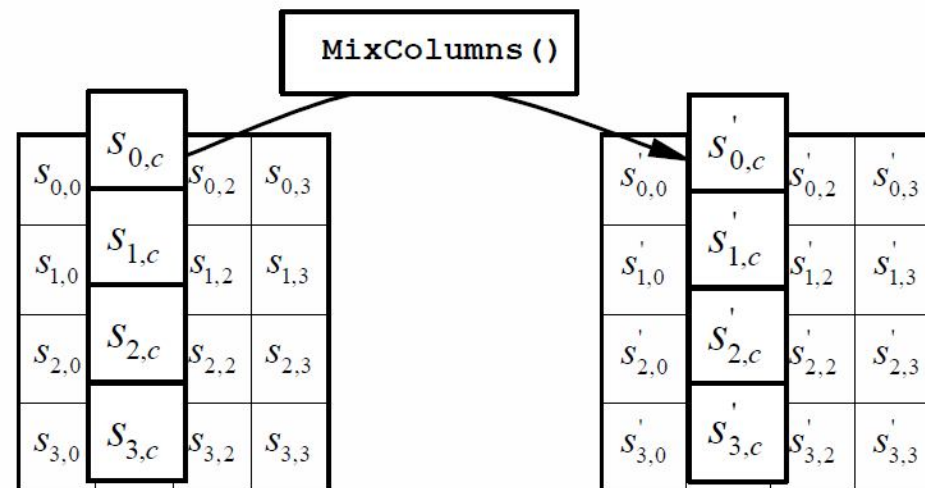 MixColumns()
s0,c s'0,c
s0,0 s0,2 s0,3 s'0,0 s'0,2 s'0,3
s1,c s'1,c
s1,0 s1,2 s1,3 s'1,0 s'1,2 s'1,3
s2,c s'2,c
s2,0 s2,2 s2,3 s'2,0 s'2,2 s'2,3
s3,c s'3,c
s3,0 s3,2 s3,3 s'3,0 s'3,2 s'3,3